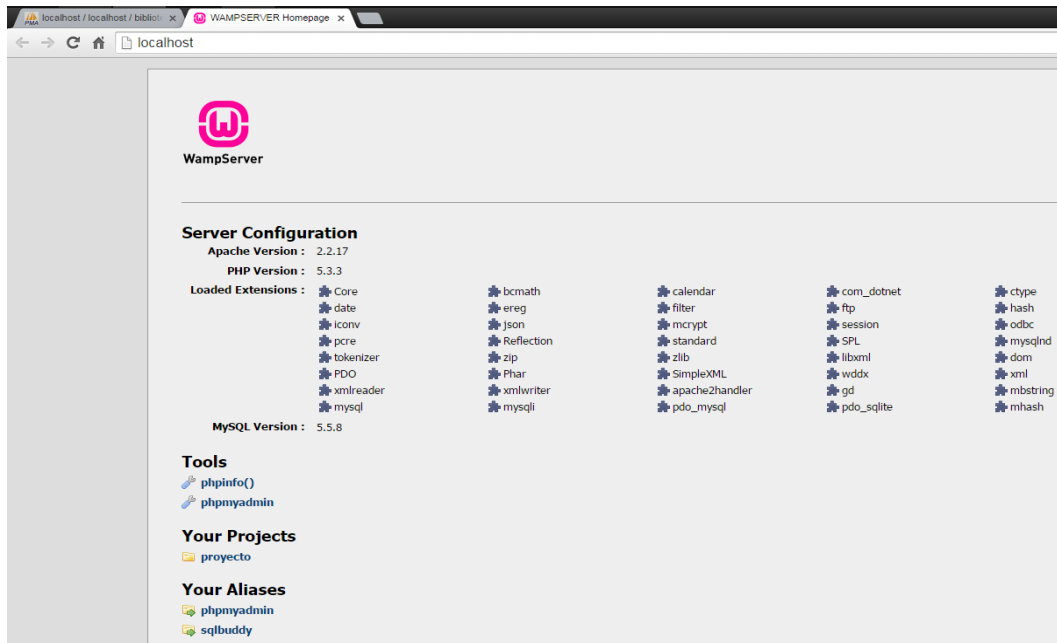 PMA
localhost / localhost / bibliote x
WAMPSERVER Homepage x
localhost
W
WampServer
Server Configuration
Apache Version : 2.2.17
PHP Version : 5.3.3
Loaded Extensions : Core bcmath calendar com_dotnet ctype
date ereg filter ftp hash
iconv json mcrypt session odbc
pcre Reflection standard SPL mysqlnd
tokenizer zip zlib libxml dom
PDO Phar SimpleXML wddx xml
xmlreader xmlwriter apache2handler gd mbstring
mysql mysqli pdo_mysql pdo_sqlite mhash
MySQL Version : 5.5.8
Tools
phpinfo()
phpmyadmin
Your Projects
proyecto
Your Aliases
phpmyadmin
sqlbuddy